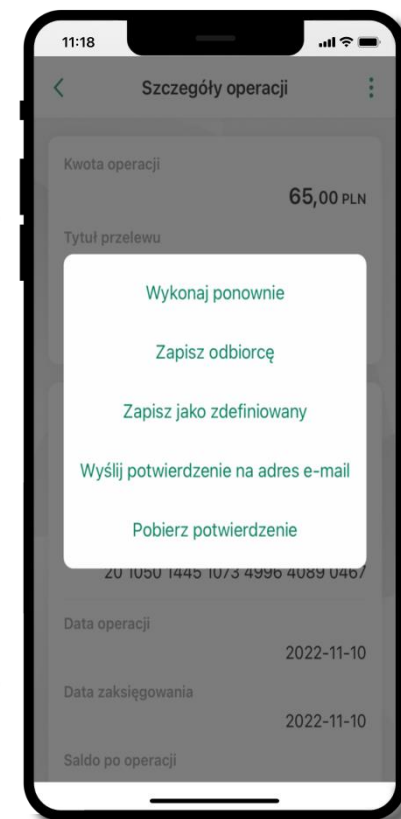 11:18
Szczegóły operacji
Kwota operacji
65,00 PLN
Tytuł przelewu
Wykonaj ponownie
Zapisz odbiorcę
Zapisz jako zdefiniowany
Wyślij potwierdzenie na adres e-mail
Pobierz potwierdzenie
20 1050 1445 1073 4996 4089 0467
Data operacji
2022-11-10
Data zaksięgowania
2022-11-10
Saldo po operacji